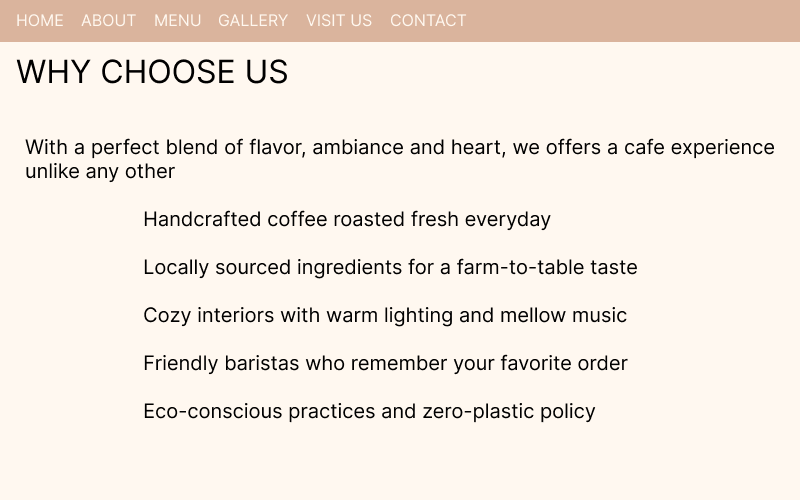 HOME ABOUT MENU GALLERY VISIT US CONTACT
WHY CHOOSE US
With a perfect blend of flavor, ambiance and heart, we offers a cafe experience
unlike any other
Handcrafted coffee roasted fresh everyday
Locally sourced ingredients for a farm-to-table taste
Cozy interiors with warm lighting and mellow music
Friendly baristas who remember your favorite order
Eco-conscious practices and zero-plastic policy